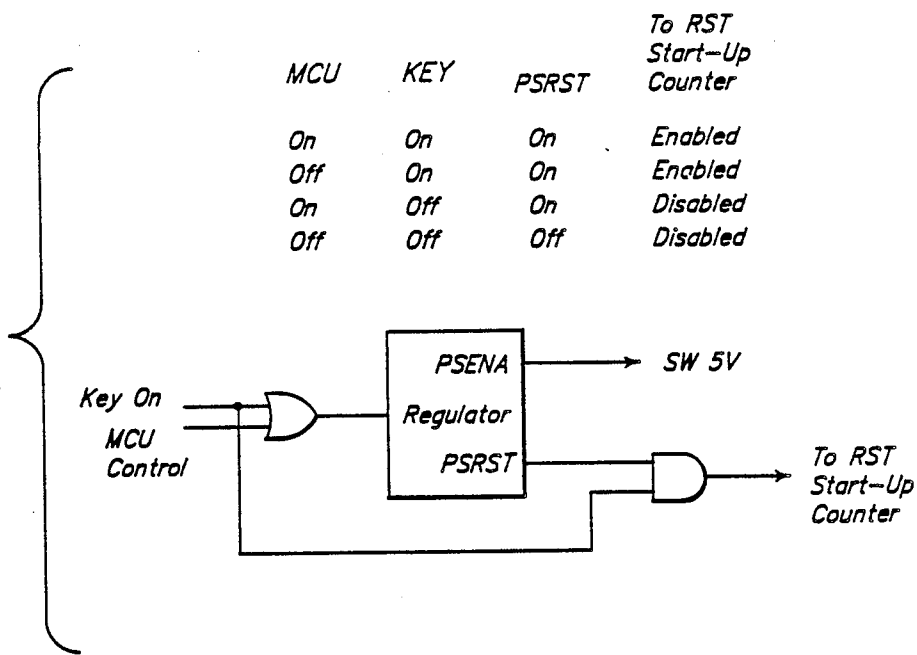 To RST
Start-Up
Counter
MCU KEY PSRST
On On On Enabled
Off On On Enabled
On Off On Disabled
Off Off Off Disabled
PSENA
SW 5V
Key On
Regulator
MCU
Control
PSRST
To RST
Start-Up
Counter